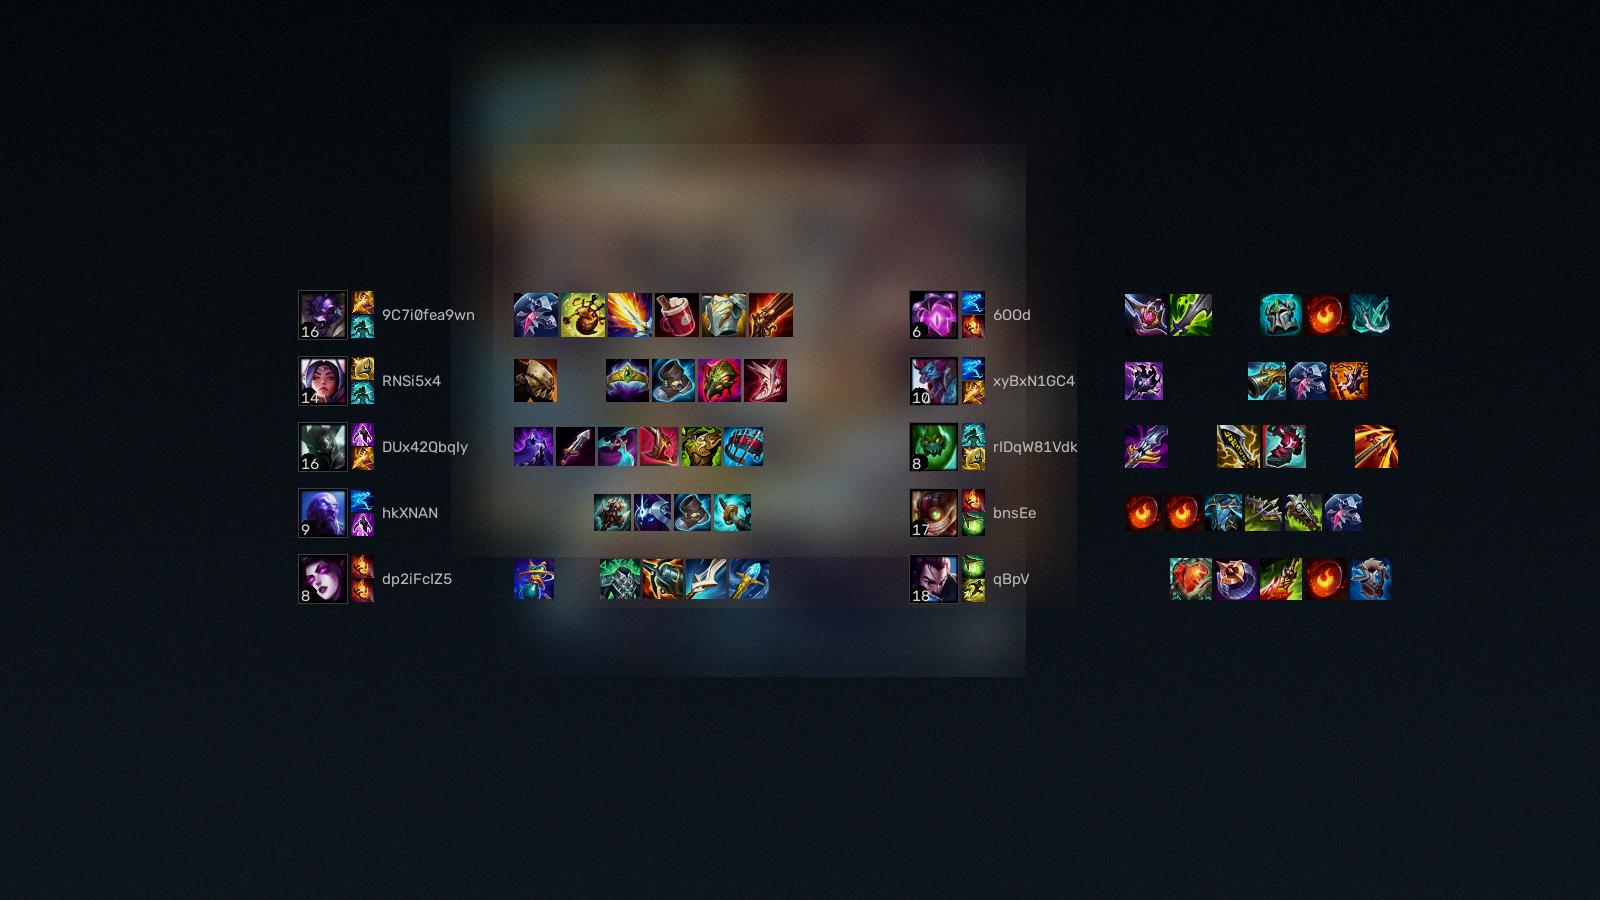 16 9C7i0fea9wn
14 RNSi5x4
16 DUx42Qbqly
9 hkXNAN
8 dp2iFclZ5
6 6OOd
10 xyBxN1GC4
8 rlDqW81Vdk
17 bnsEe
18 qBpV